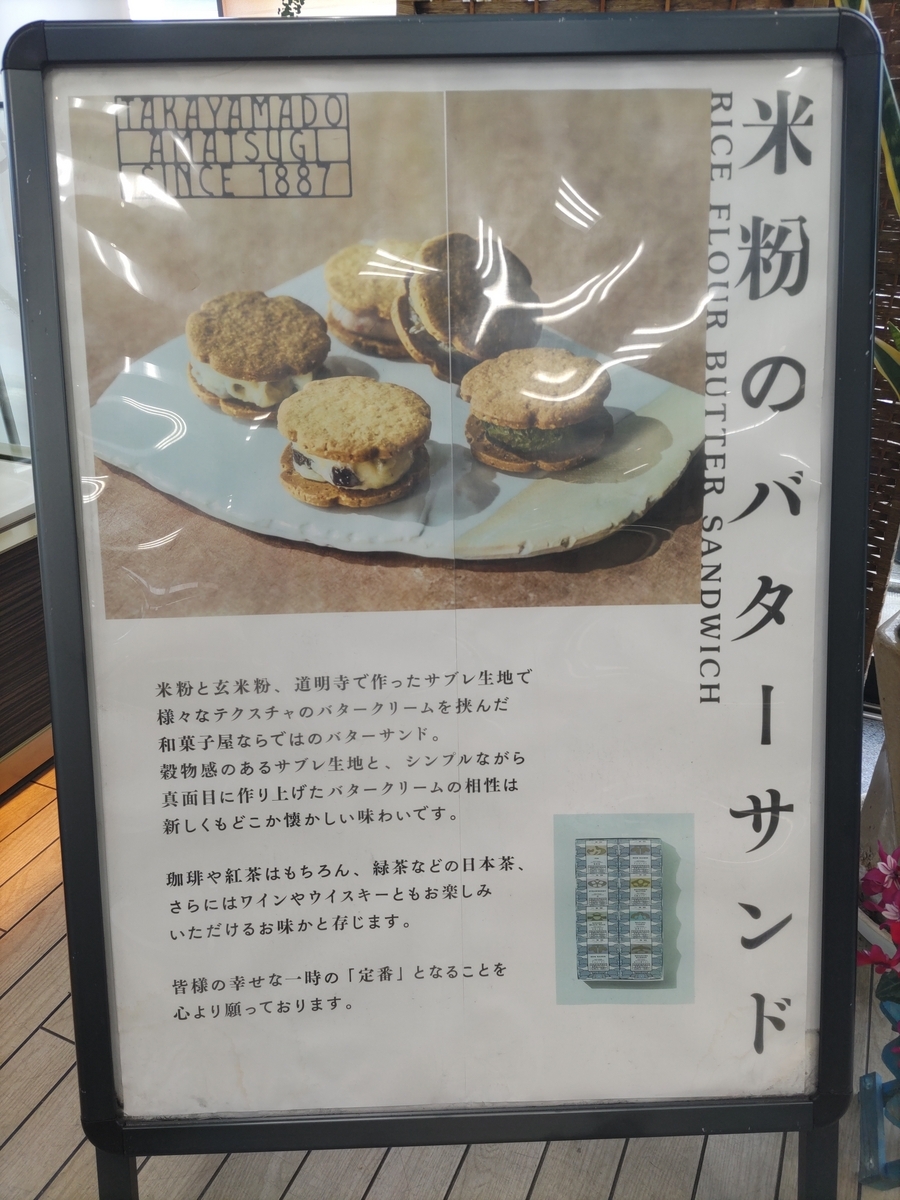 TAKAYAMADO
AMATSUGI
SINCE 1887
米粉のバターサンド
RICE FLOUR BUTTER SANDWICH
米粉と玄米粉、道明寺で作ったサブレ生地で
様々なテクスチャのバタークリームを挟んだ
和菓子屋ならではのバターサンド。
穀物感のあるサブレ生地と、シンプルながら
真面目に作り上げたバタークリームの相性は
新しくもどこか懐かしい味わいです。
珈琲や紅茶はもちろん、緑茶などの日本茶、
さらにはワインやウイスキーともお楽しみ
いただけるお味かと存じます。
皆様の幸せな一時の「定番」となることを
心より願っております。